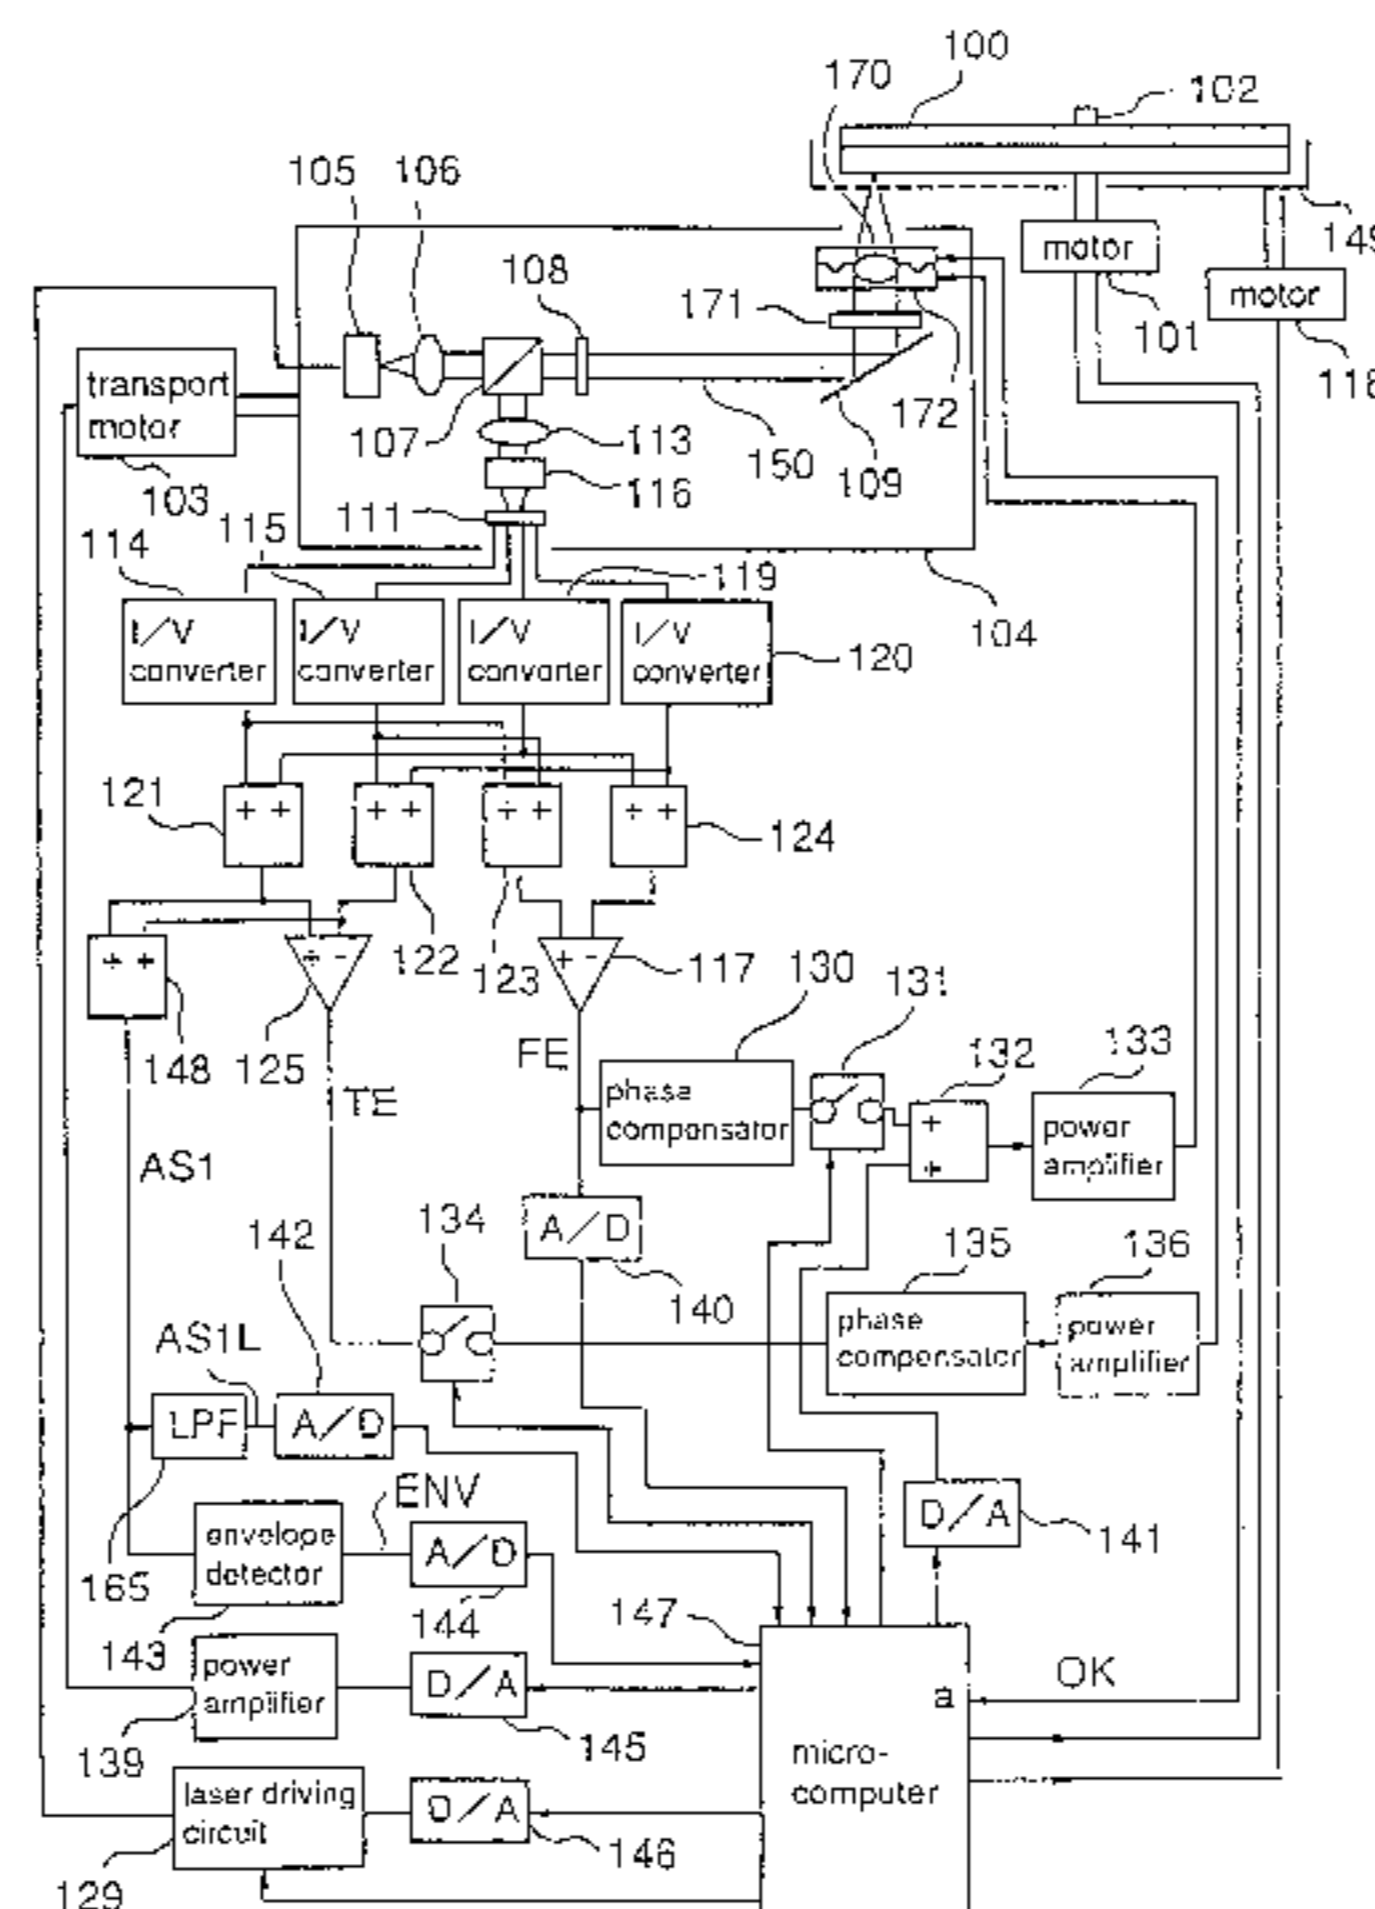 100
170
102
105 106
149
108
motor
171
motor
101
118
transport
motor
172
107
113
150
109
116
103
111
115
114
119
104
I/V
converter
I/V
converter
I/V
converter
I/V
converter
120
121
+ +
+ +
+ +
+ +
124
122
123
+ +
+ -
+ -
117
130
131
148
125
FE
132
133
TE
phase
compensator
+
+
power
amplifier
AS1
134
142
A/D
135
136
140
AS1L
phase
compensator
power
amplifier
LPF
A/D
ENV
D/A
141
envelope
detector
A/D
165
144
147
143
power
amplifier
D/A
a
OK
139
145
micro-
computer
laser driving
circuit
D/A
146
129